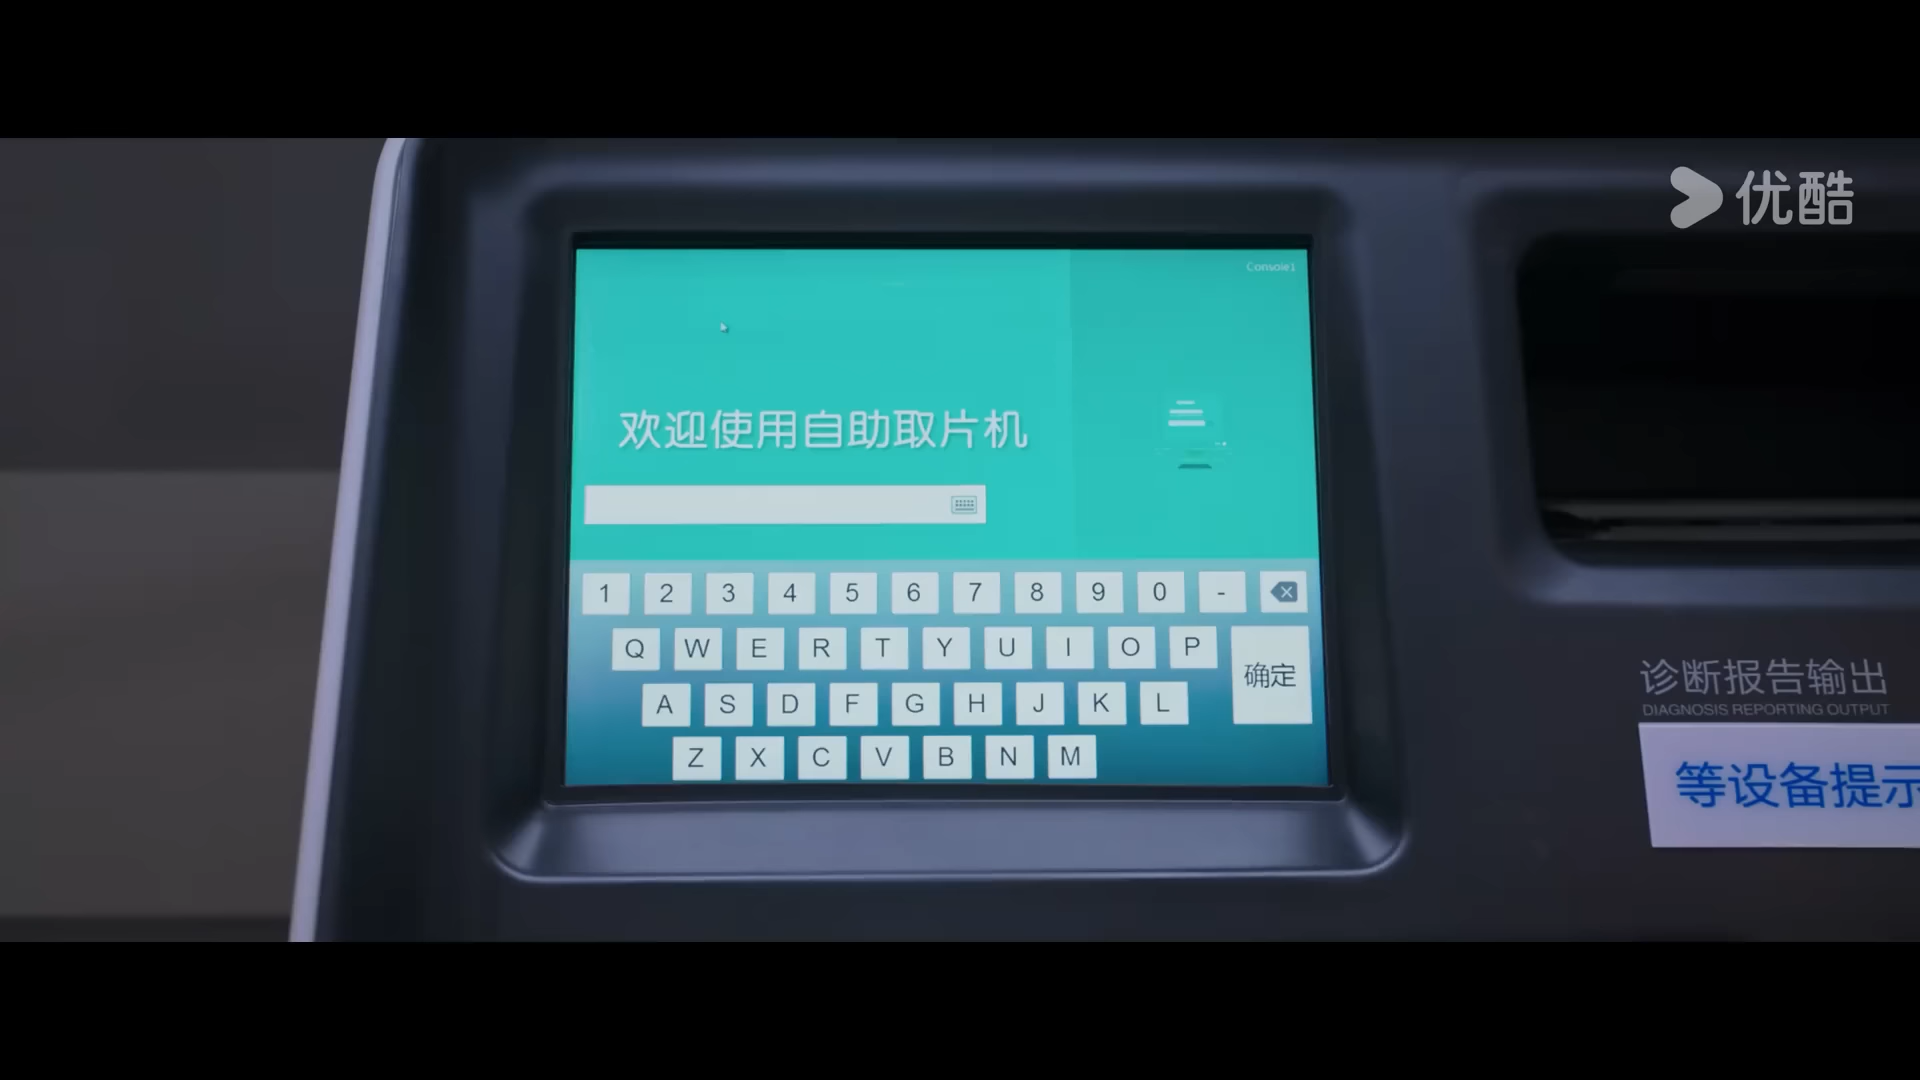 优酷
Console1
欢迎使用自助取片机
1 2 3 4 5 6 7 8 9 0 -
Q W E R T Y U I O P
确定
A S D F G H J K L
Z X C V B N M
诊断报告输出
DIAGNOSIS REPORTING OUTPUT
等设备提示